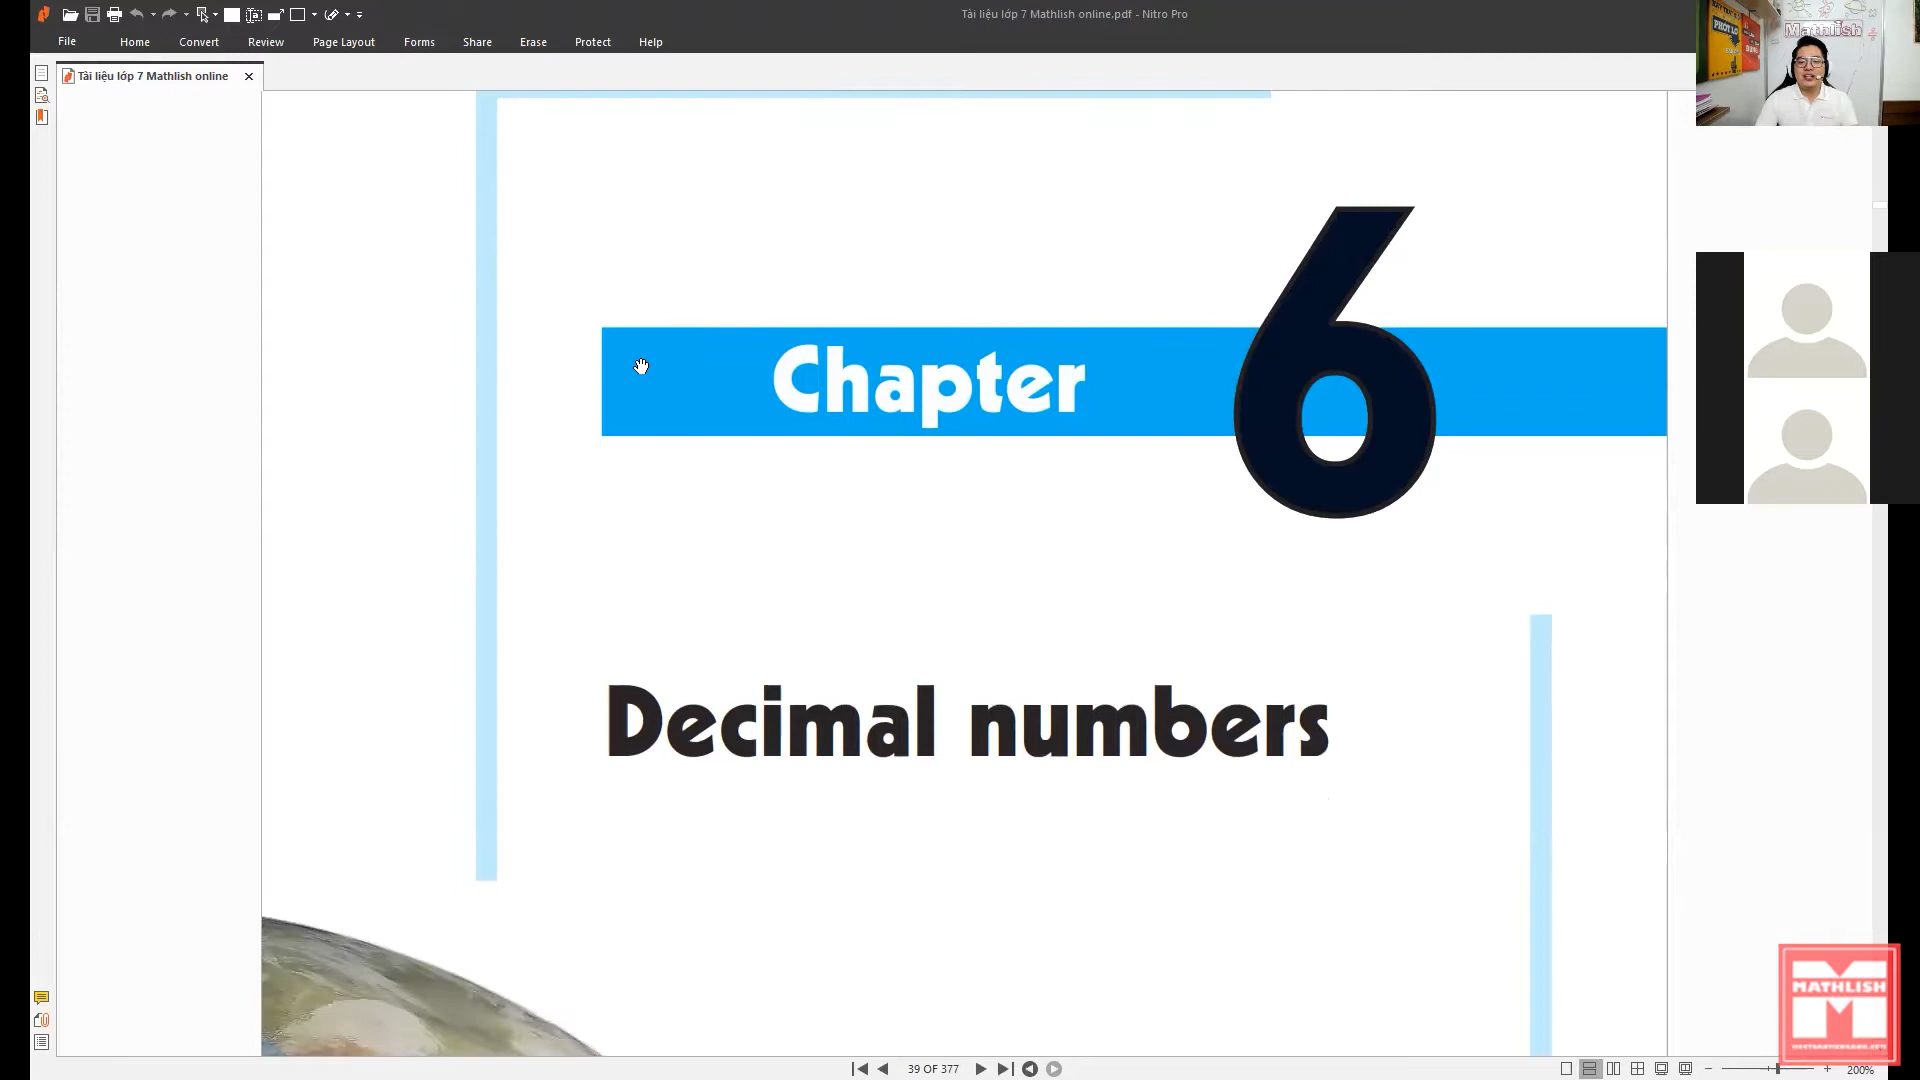 Tài liệu lớp 7 Mathlish online.pdf - Nitro Pro
File Home Convert Review Page Layout Forms Share Erase Protect Help
Tài liệu lớp 7 Mathlish online
Mathlish
Chapter 6
Decimal numbers
MATHLISH
39 OF 377
200%